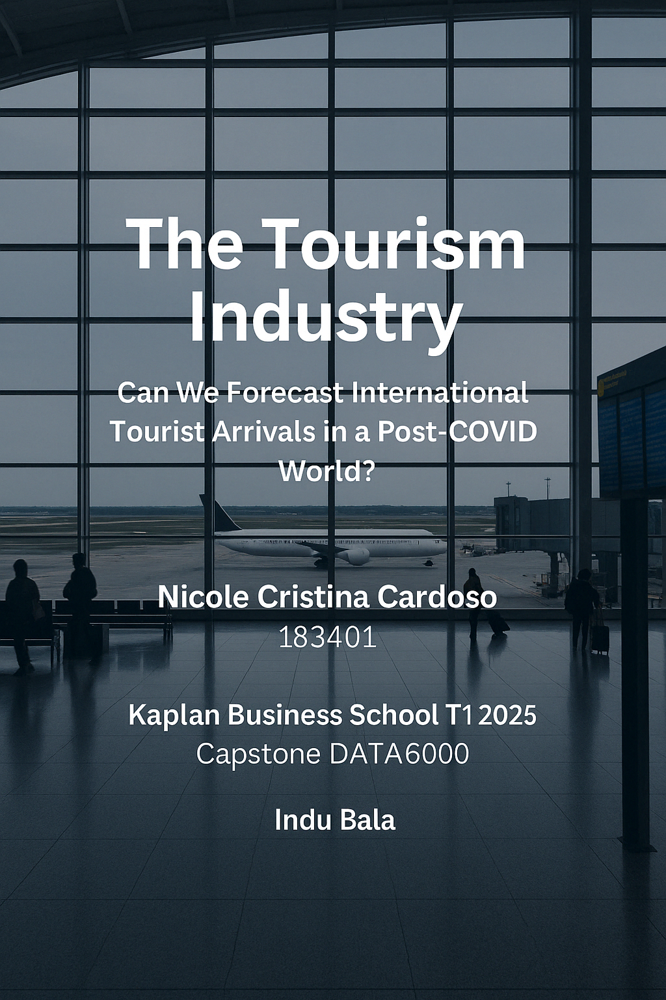 The Tourism
Industry
Can We Forecast International
Tourist Arrivals in a Post-COVID
World?
Nicole Cristina Cardoso
183401
Kaplan Business School T1 2025
Capstone DATA6000
Indu Bala